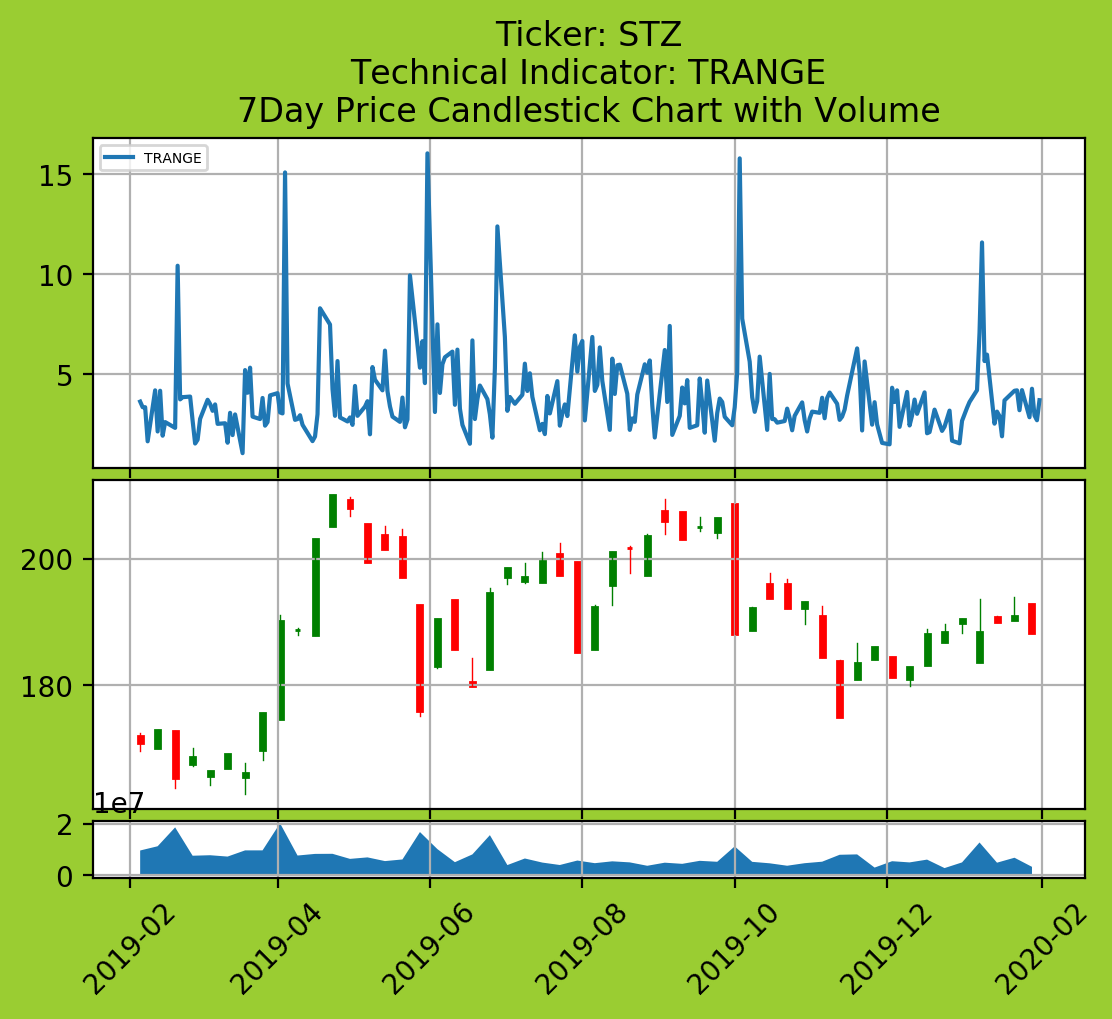 Ticker: STZ
Technical Indicator: TRANGE
7Day Price Candlestick Chart with Volume
TRANGE
15
10
5
200
180
1e7
2
0
2019-02
2019-04
2019-06
2019-08
2019-10
2019-12
2020-02